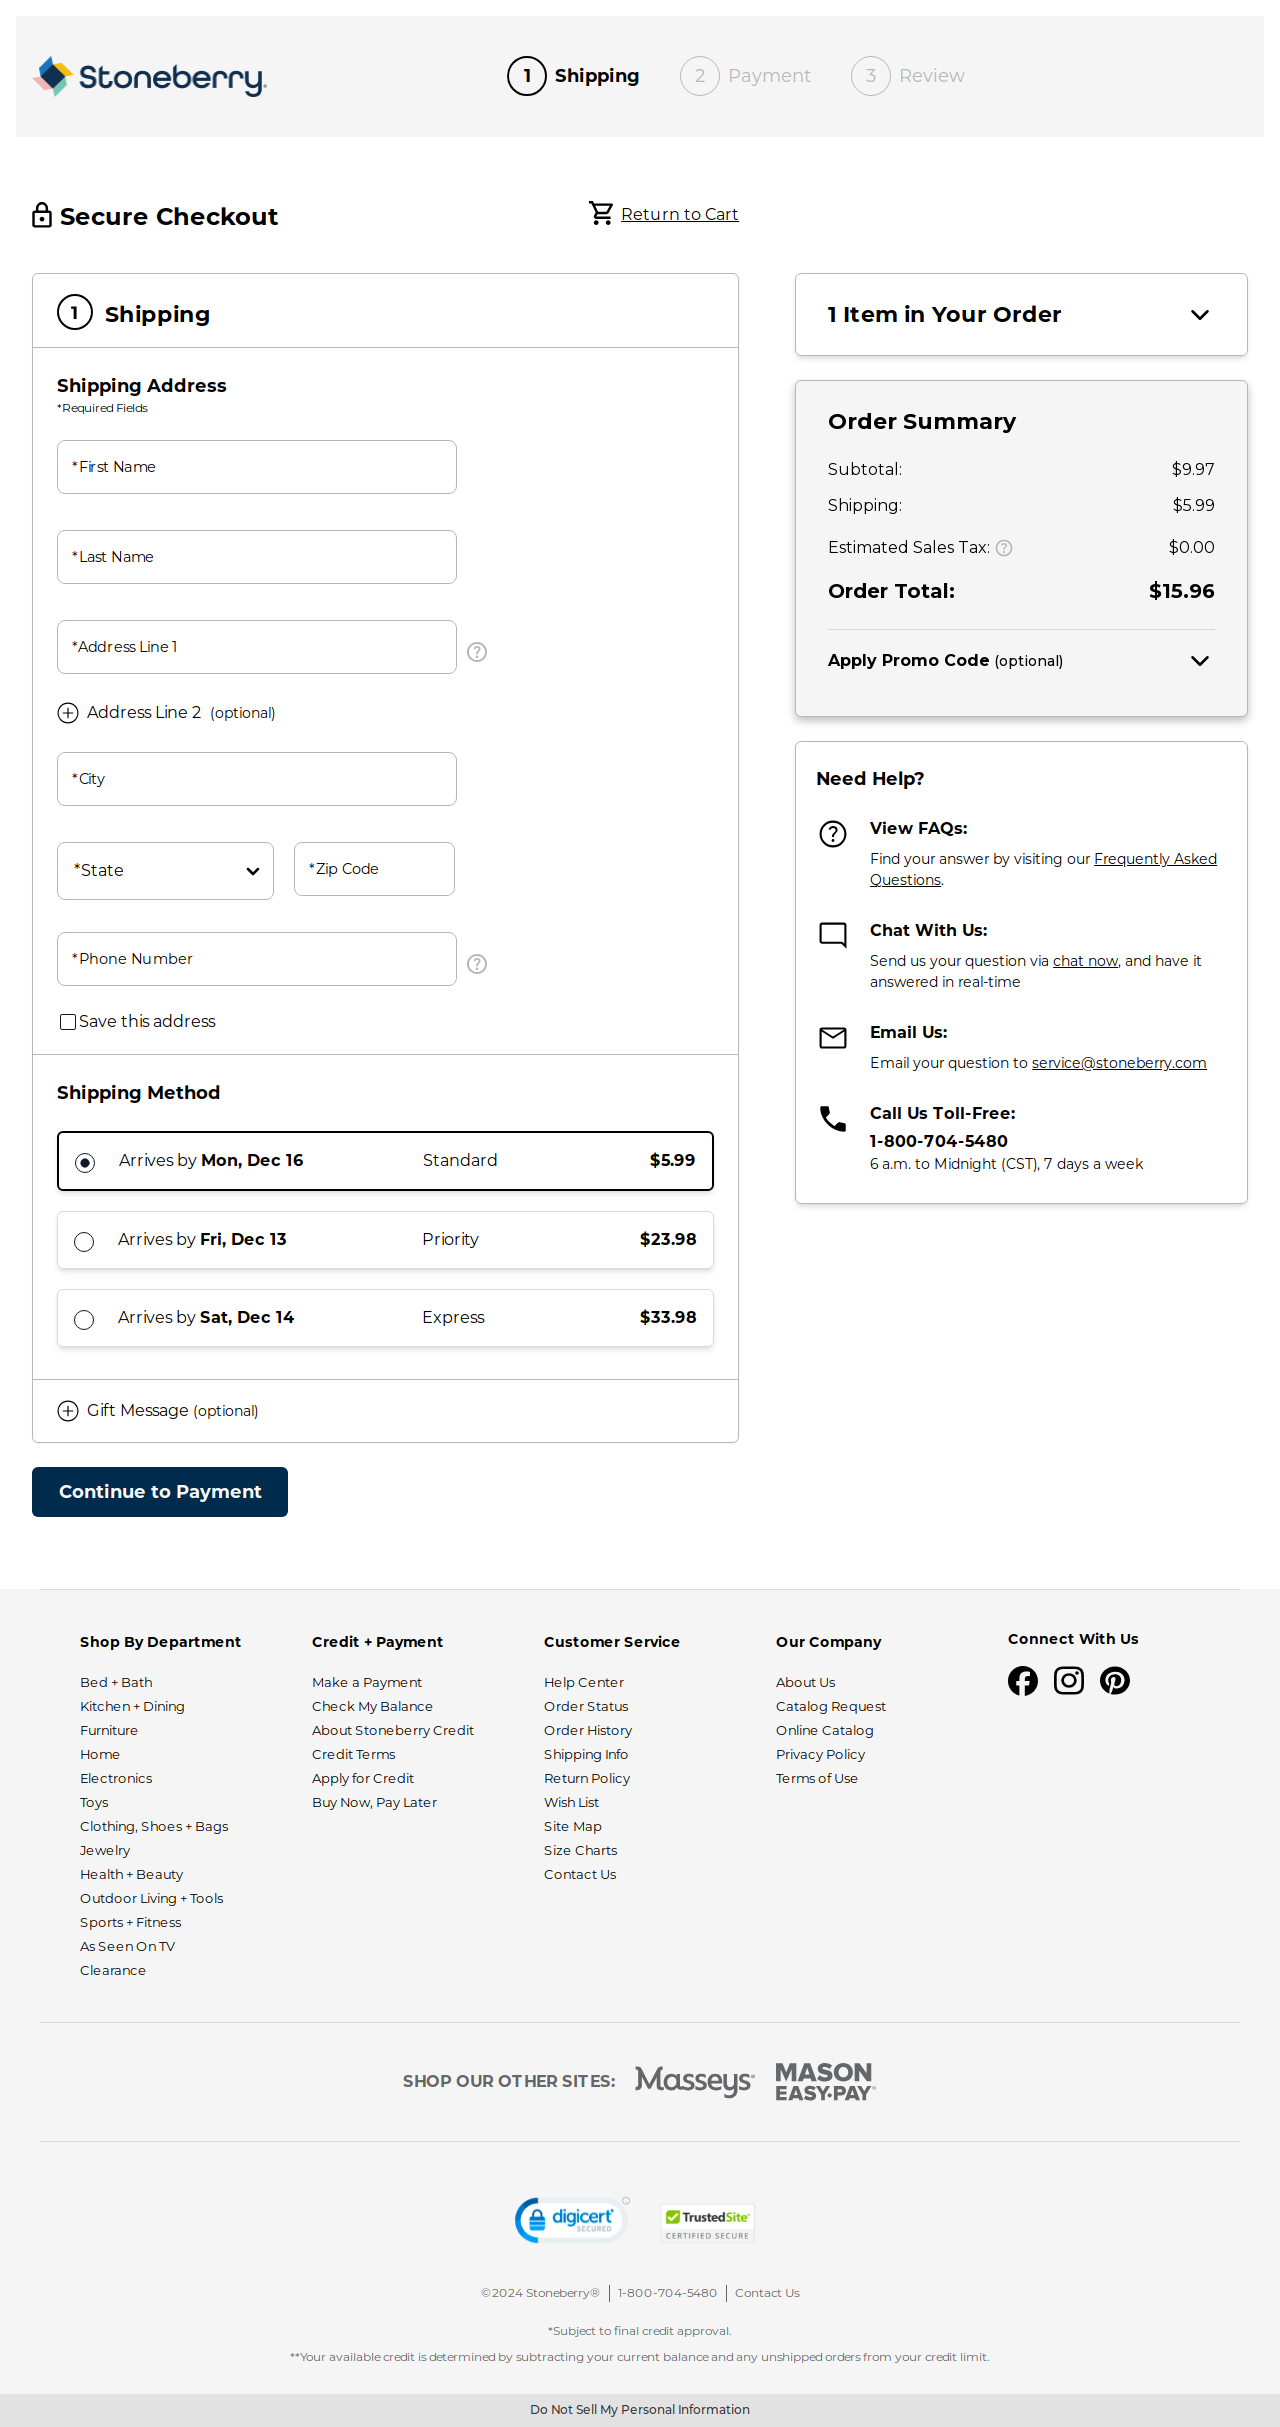 Stoneberry.
1 Shipping 2 Payment 3 Review
Secure Checkout
Return to Cart
1 Shipping
Shipping Address
*Required Fields
*First Name
*Last Name
*Address Line 1
Address Line 2 (optional)
*City
*State
*Zip Code
*Phone Number
Save this address
Shipping Method
Arrives by Mon, Dec 16 Standard $5.99
Arrives by Fri, Dec 13 Priority $23.98
Arrives by Sat, Dec 14 Express $33.98
Gift Message (optional)
Continue to Payment
1 Item in Your Order
Order Summary
Subtotal: $9.97
Shipping: $5.99
Estimated Sales Tax: $0.00
Order Total: $15.96
Apply Promo Code (optional)
Need Help?
View FAQs:
Find your answer by visiting our Frequently Asked
Questions.
Chat With Us:
Send us your question via chat now, and have it
answered in real-time
Email Us:
Email your question to service@stoneberry.com
Call Us Toll-Free:
1-800-704-5480
6 a.m. to Midnight (CST), 7 days a week
Shop By Department
Bed + Bath
Kitchen + Dining
Furniture
Home
Electronics
Toys
Clothing, Shoes + Bags
Jewelry
Health + Beauty
Outdoor Living + Tools
Sports + Fitness
As Seen On TV
Clearance
Credit + Payment
Make a Payment
Check My Balance
About Stoneberry Credit
Credit Terms
Apply for Credit
Buy Now, Pay Later
Customer Service
Help Center
Order Status
Order History
Shipping Info
Return Policy
Wish List
Site Map
Size Charts
Contact Us
Our Company
About Us
Catalog Request
Online Catalog
Privacy Policy
Terms of Use
Connect With Us
SHOP OUR OTHER SITES:
Masseys®
MASON
EASY•PAY®
digicert
SECURED
TrustedSite
CERTIFIED SECURE
©2024 Stoneberry® 1-800-704-5480 Contact Us
*Subject to final credit approval.
**Your available credit is determined by subtracting your current balance and any unshipped orders from your credit limit.
Do Not Sell My Personal Information